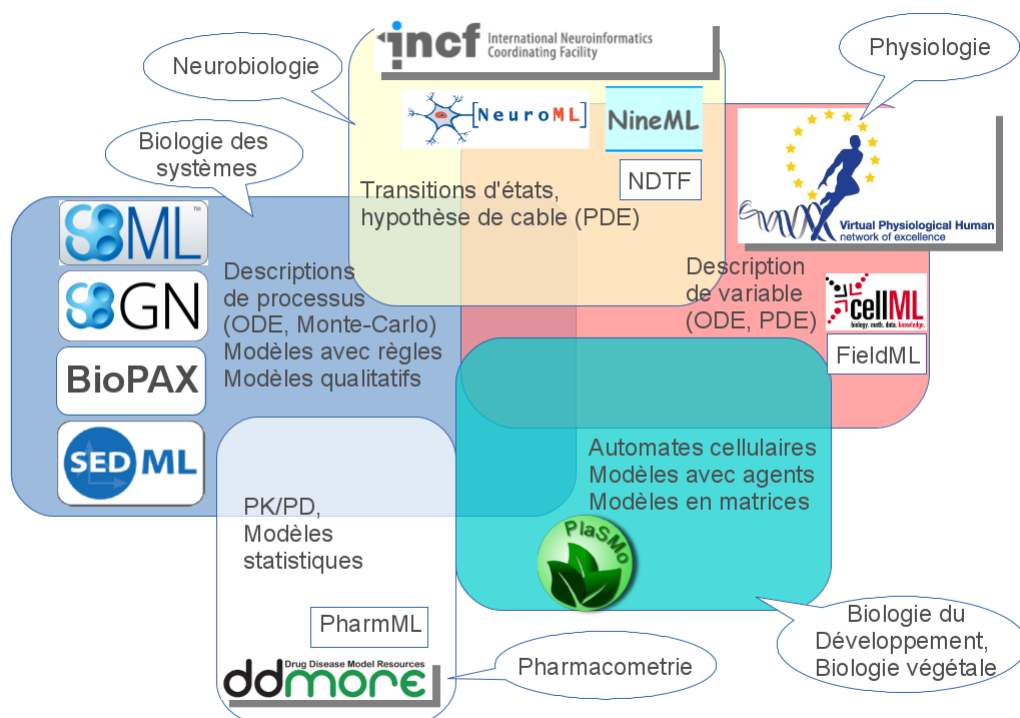 incf International Neuroinformatics
Coordinating Facility
Neurobiologie
Physiologie
NeuroML
NineML
NDTF
Transitions d'états,
hypothèse de cable (PDE)
Virtual Physiological Human
network of excellence
Biologie des
systèmes
SBML™
SBGN
BioPAX
SED ML
Descriptions
de processus
(ODE, Monte-Carlo)
Modèles avec règles
Modèles qualitatifs
Description
de variable
(ODE, PDE)
cellML
biology. math. data. knowledge.
FieldML
Automates cellulaires
Modèles avec agents
Modèles en matrices
PlaSMo
PK/PD,
Modèles
statistiques
PharmML
Drug Disease Model Resources
ddmore
Pharmacometrie
Biologie du
Développement,
Biologie végétale